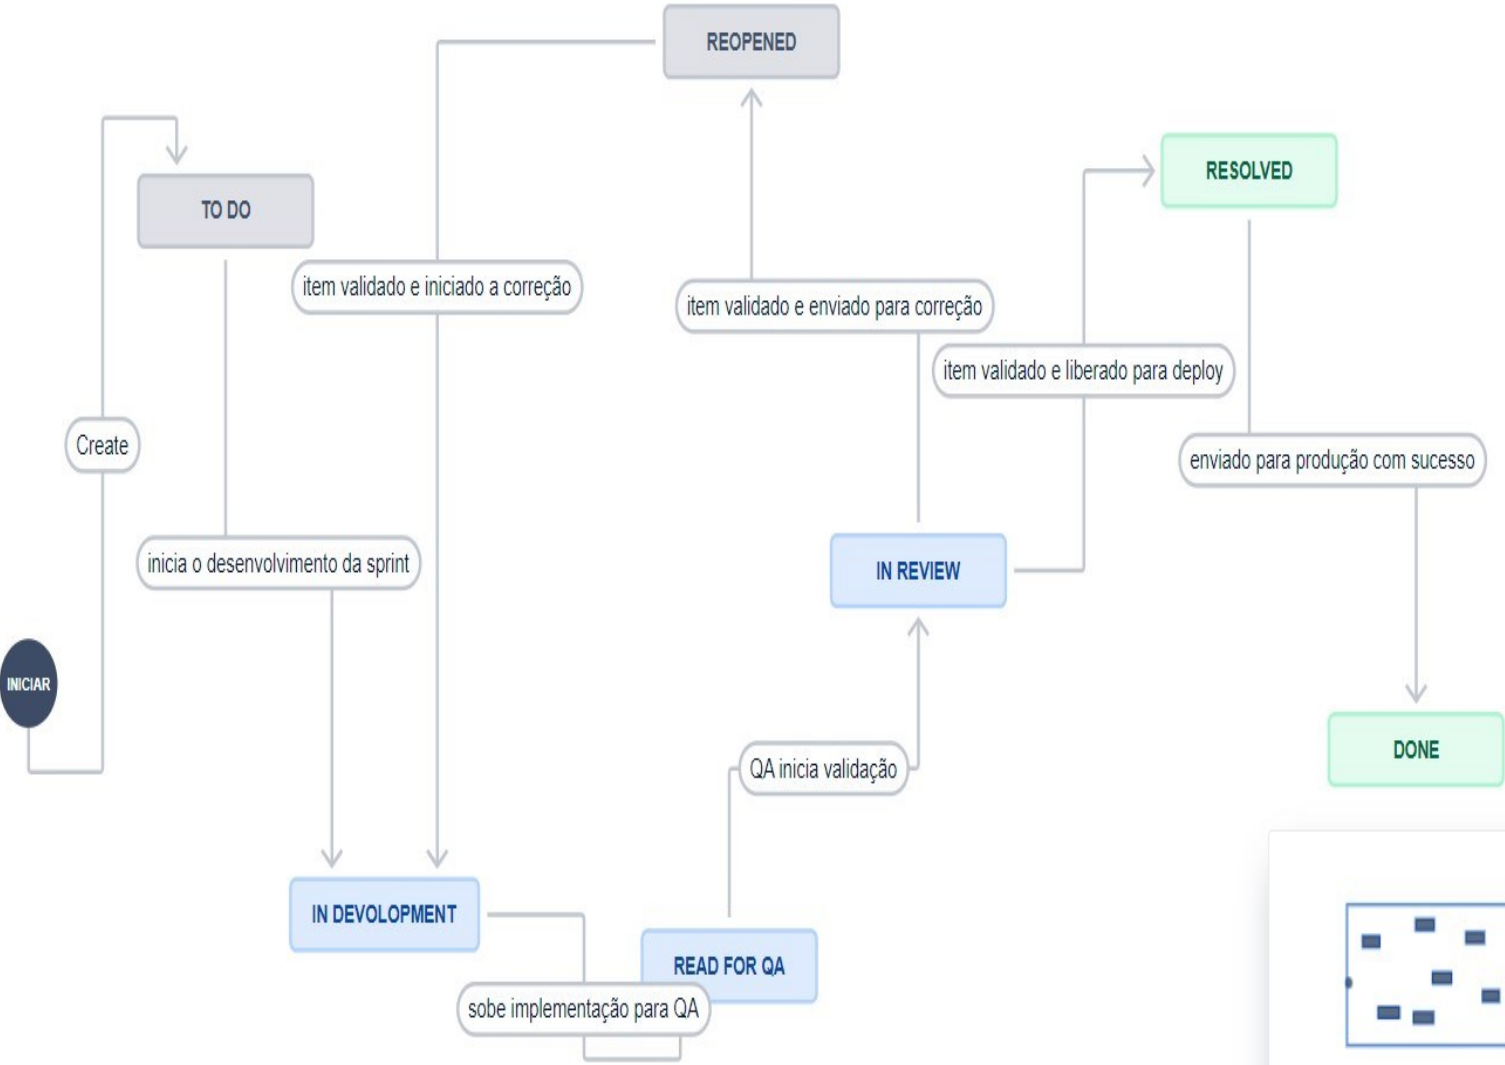 REOPENED
RESOLVED
TO DO
item validado e iniciado a correção
item validado e enviado para correção
item validado e liberado para deploy
Create
enviado para produção com sucesso
inicia o desenvolvimento da sprint
IN REVIEW
INICIAR
DONE
QA inicia validação
IN DEVOLOPMENT
READ FOR QA
sobe implementação para QA